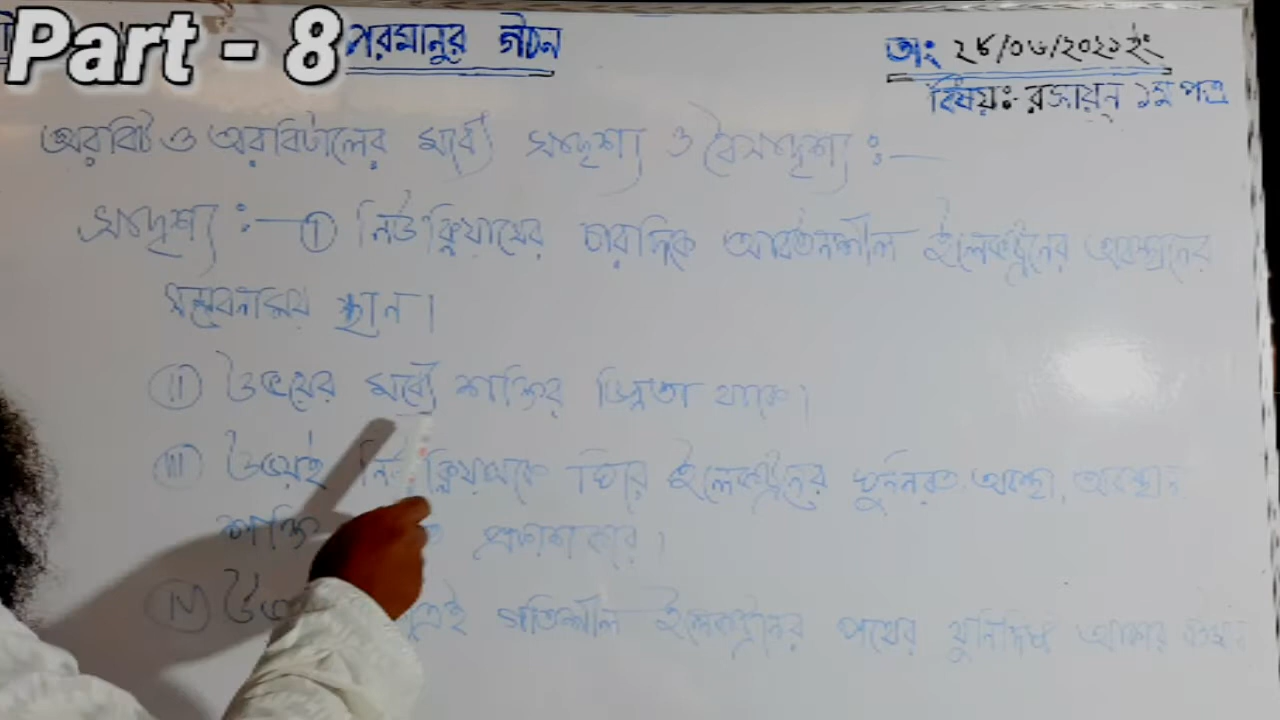 Part - 8 পরমানুর গঠন
তাং ২৪/০৬/২০২১ইং
বিষয়ঃ- রসায়ন ১ম পত্র
অরবিট ও অরবিটালের মধ্যে সাদৃশ্য ও বৈসাদৃশ্য :—
সাদৃশ্য :— I নিউক্লিয়াসের চারদিকে আবর্তনশীল ইলেকট্রনের অবস্থানের
সম্ভাবনাময় স্থান।
II উভয়ের মধ্যে শক্তির ভিন্নতা থাকে।
III উভয়ই নিউক্লিয়াসকে ঘিরে ইলেকট্রনের ঘুর্ননরত অবস্থা, অবস্থান
শক্তি প্রকাশ করে।
IV গতিশীল ইলেকট্রনের পথের সুনির্দিষ্ট আকার